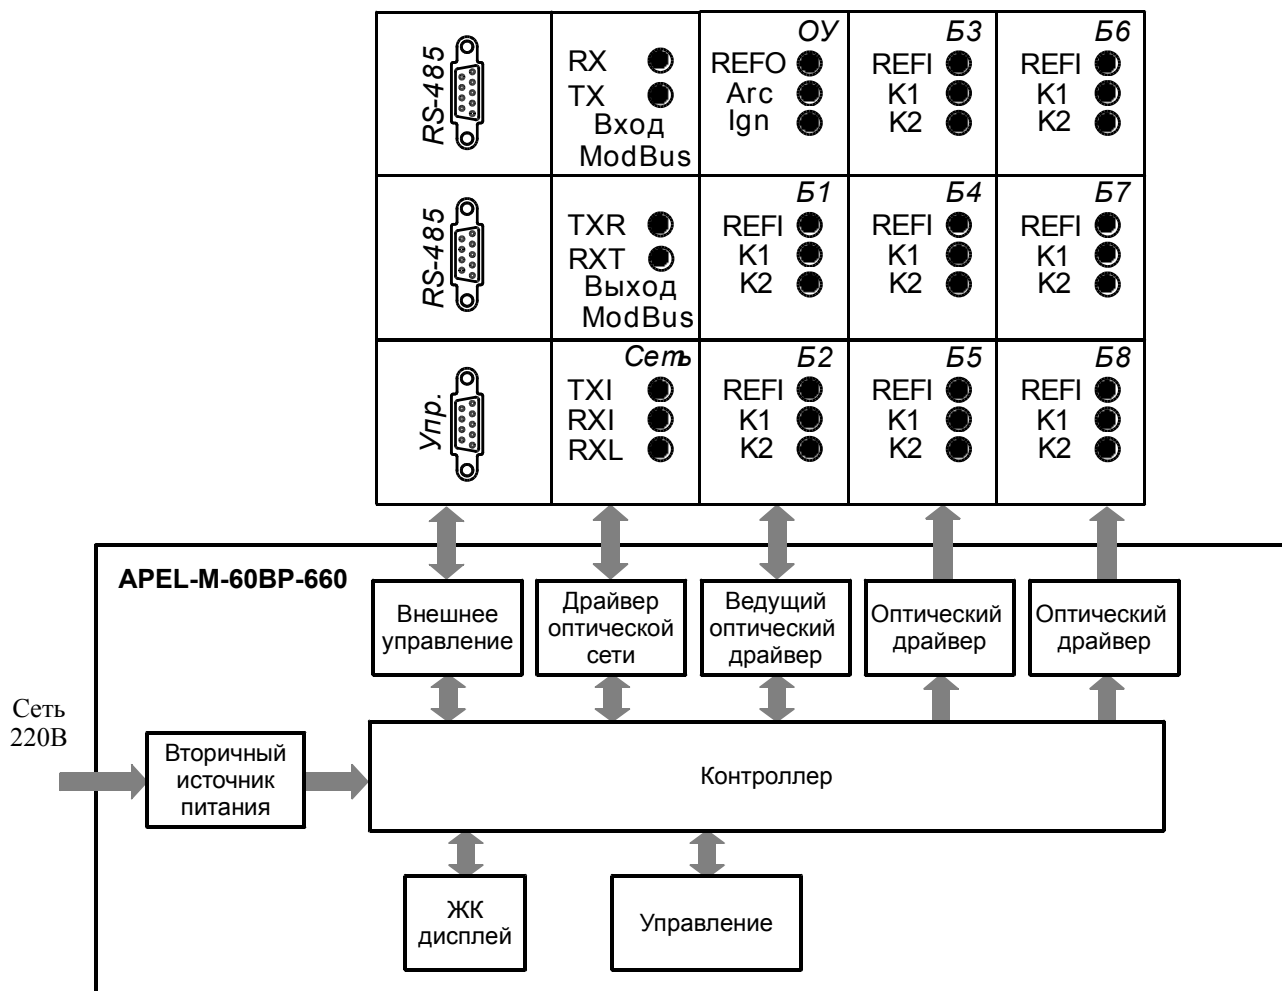 RS-485
RX
TX
Вход
ModBus
ОУ
REFO
Arc
Ign
Б3
REFI
K1
K2
Б6
REFI
K1
K2
RS-485
TXR
RXT
Выход
ModBus
Б1
REFI
K1
K2
Б4
REFI
K1
K2
Б7
REFI
K1
K2
Упр.
Сеть
TXI
RXI
RXL
Б2
REFI
K1
K2
Б5
REFI
K1
K2
Б8
REFI
K1
K2
APEL-M-60BP-660
Внешнее
управление
Драйвер
оптической
сети
Ведущий
оптический
драйвер
Оптический
драйвер
Оптический
драйвер
Сеть
220В
Вторичный
источник
питания
Контроллер
ЖК
дисплей
Управление